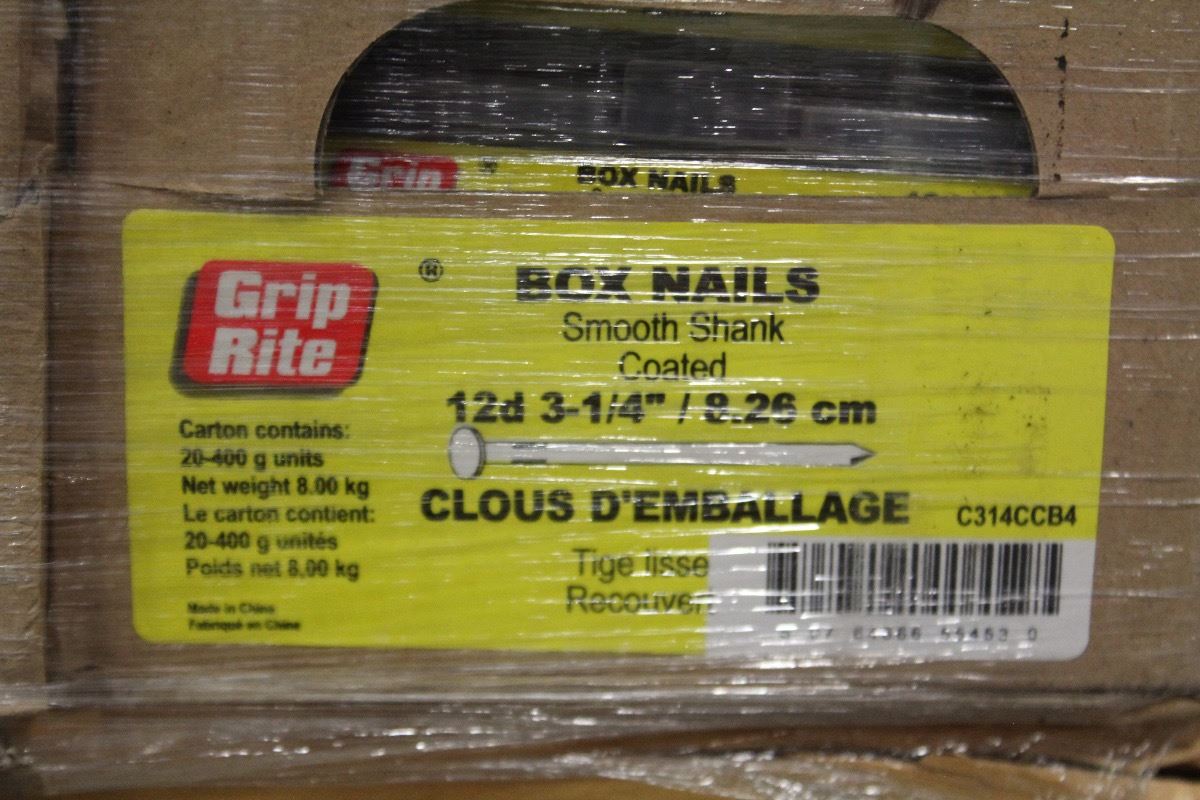 Grip
BOX NAILS
Grip
Rite
®
BOX NAILS
Smooth Shank
Coated
12d 3-1/4" / 8.26 cm
Carton contains:
20-400 g units
Net weight 8.00 kg
Le carton contient:
20-400 g unités
Poids net 8.00 kg
CLOUS D'EMBALLAGE
C314CCB4
Tige lisse
Recouver
Made in China
Fabriqué en Chine